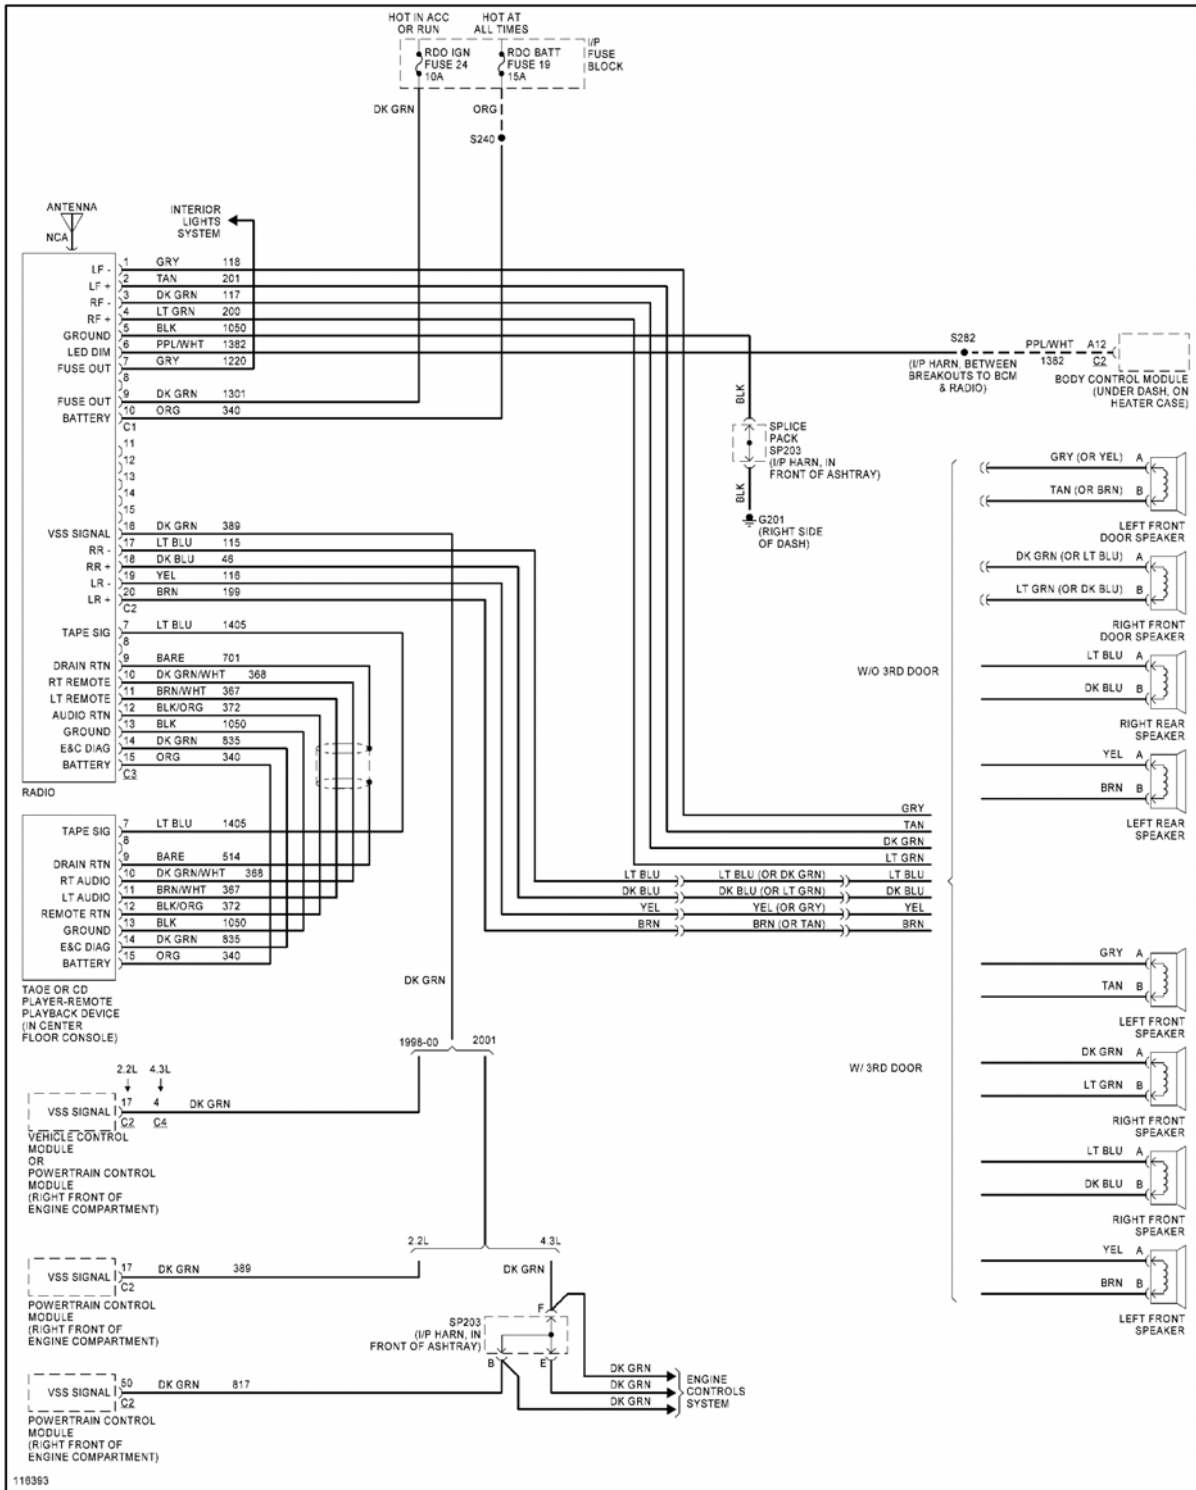 HOT IN ACC
OR RUN
HOT AT
ALL TIMES
RDO IGN
FUSE 24
10A
RDO BATT
FUSE 19
15A
I/P
FUSE
BLOCK
DK GRN
ORG
S240
ANTENNA
NCA
INTERIOR
LIGHTS
SYSTEM
LF - 1 GRY 118
LF + 2 TAN 201
RF - 3 DK GRN 117
RF + 4 LT GRN 200
GROUND 5 BLK 1050
LED DIM 6 PPL/WHT 1382
FUSE OUT 7 GRY 1220
8
FUSE OUT 9 DK GRN 1301
BATTERY 10 ORG 340
C1
11
12
13
14
15
VSS SIGNAL 16 DK GRN 389
RR - 17 LT BLU 115
RR + 18 DK BLU 46
LR - 19 YEL 116
LR + 20 BRN 199
C2
TAPE SIG 7 LT BLU 1405
8
DRAIN RTN 9 BARE 701
RT REMOTE 10 DK GRN/WHT 368
LT REMOTE 11 BRN/WHT 367
AUDIO RTN 12 BLK/ORG 372
GROUND 13 BLK 1050
E&C DIAG 14 DK GRN 835
BATTERY 15 ORG 340
C3
RADIO
TAPE SIG 7 LT BLU 1405
8
DRAIN RTN 9 BARE 514
RT AUDIO 10 DK GRN/WHT 368
LT AUDIO 11 BRN/WHT 367
REMOTE RTN 12 BLK/ORG 372
GROUND 13 BLK 1050
E&C DIAG 14 DK GRN 835
BATTERY 15 ORG 340
TAOE OR CD
PLAYER-REMOTE
PLAYBACK DEVICE
(IN CENTER
FLOOR CONSOLE)
S282
(I/P HARN, BETWEEN
BREAKOUTS TO BCM
& RADIO)
PPL/WHT A12
1382 C2
BODY CONTROL MODULE
(UNDER DASH, ON
HEATER CASE)
BLK
SPLICE
PACK
SP203
(I/P HARN, IN
FRONT OF ASHTRAY)
BLK
G201
(RIGHT SIDE
OF DASH)
W/O 3RD DOOR
GRY (OR YEL) A
TAN (OR BRN) B
LEFT FRONT
DOOR SPEAKER
DK GRN (OR LT BLU) A
LT GRN (OR DK BLU) B
RIGHT FRONT
DOOR SPEAKER
LT BLU A
DK BLU B
RIGHT REAR
SPEAKER
YEL A
BRN B
LEFT REAR
SPEAKER
GRY
TAN
DK GRN
LT GRN
LT BLU LT BLU (OR DK GRN) LT BLU
DK BLU DK BLU (OR LT GRN) DK BLU
YEL YEL (OR GRY) YEL
BRN BRN (OR TAN) BRN
W/ 3RD DOOR
GRY A
TAN B
LEFT FRONT
SPEAKER
DK GRN A
LT GRN B
RIGHT FRONT
SPEAKER
LT BLU A
DK BLU B
RIGHT FRONT
SPEAKER
YEL A
BRN B
LEFT FRONT
SPEAKER
DK GRN
1998-00 2001
2.2L 4.3L
VSS SIGNAL 17 4 DK GRN
C2 C4
VEHICLE CONTROL
MODULE
OR
POWERTRAIN CONTROL
MODULE
(RIGHT FRONT OF
ENGINE COMPARTMENT)
2.2L 4.3L
VSS SIGNAL 17 DK GRN 389
C2
DK GRN
POWERTRAIN CONTROL
MODULE
(RIGHT FRONT OF
ENGINE COMPARTMENT)
F
SP203
(I/P HARN, IN
FRONT OF ASHTRAY)
B E
VSS SIGNAL 50 DK GRN 817
C2
POWERTRAIN CONTROL
MODULE
(RIGHT FRONT OF
ENGINE COMPARTMENT)
DK GRN
DK GRN
DK GRN
ENGINE
CONTROLS
SYSTEM
116393